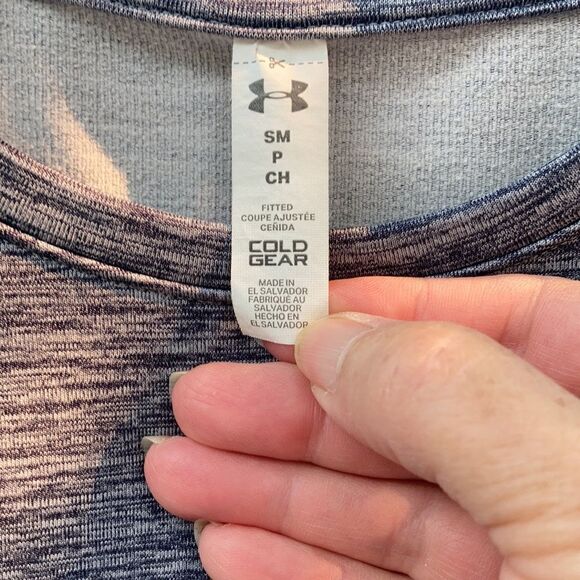 SM
P
CH
FITTED
COUPE AJUSTÉE
CEÑIDA
COLD
GEAR
MADE IN
EL SALVADOR
FABRIQUÉ AU
SALVADOR
HECHO EN
EL SALVADOR